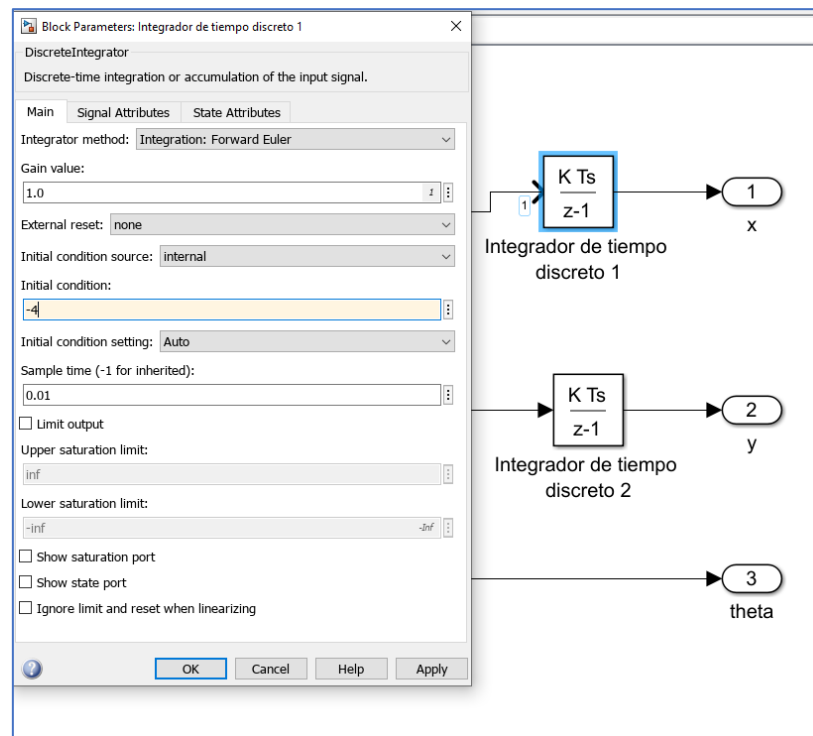 Block Parameters: Integrador de tiempo discreto 1
DiscreteIntegrator
Discrete-time integration or accumulation of the input signal.
Main Signal Attributes State Attributes
Integrator method: Integration: Forward Euler
Gain value:
1.0 1
External reset: none
Initial condition source: internal
Initial condition:
-4
Initial condition setting: Auto
Sample time (-1 for inherited):
0.01
Limit output
Upper saturation limit:
inf
Lower saturation limit:
-inf -Inf
Show saturation port
Show state port
Ignore limit and reset when linearizing
OK Cancel Help Apply
1
K Ts
z-1
Integrador de tiempo
discreto 1
1
x
K Ts
z-1
Integrador de tiempo
discreto 2
2
y
3
theta